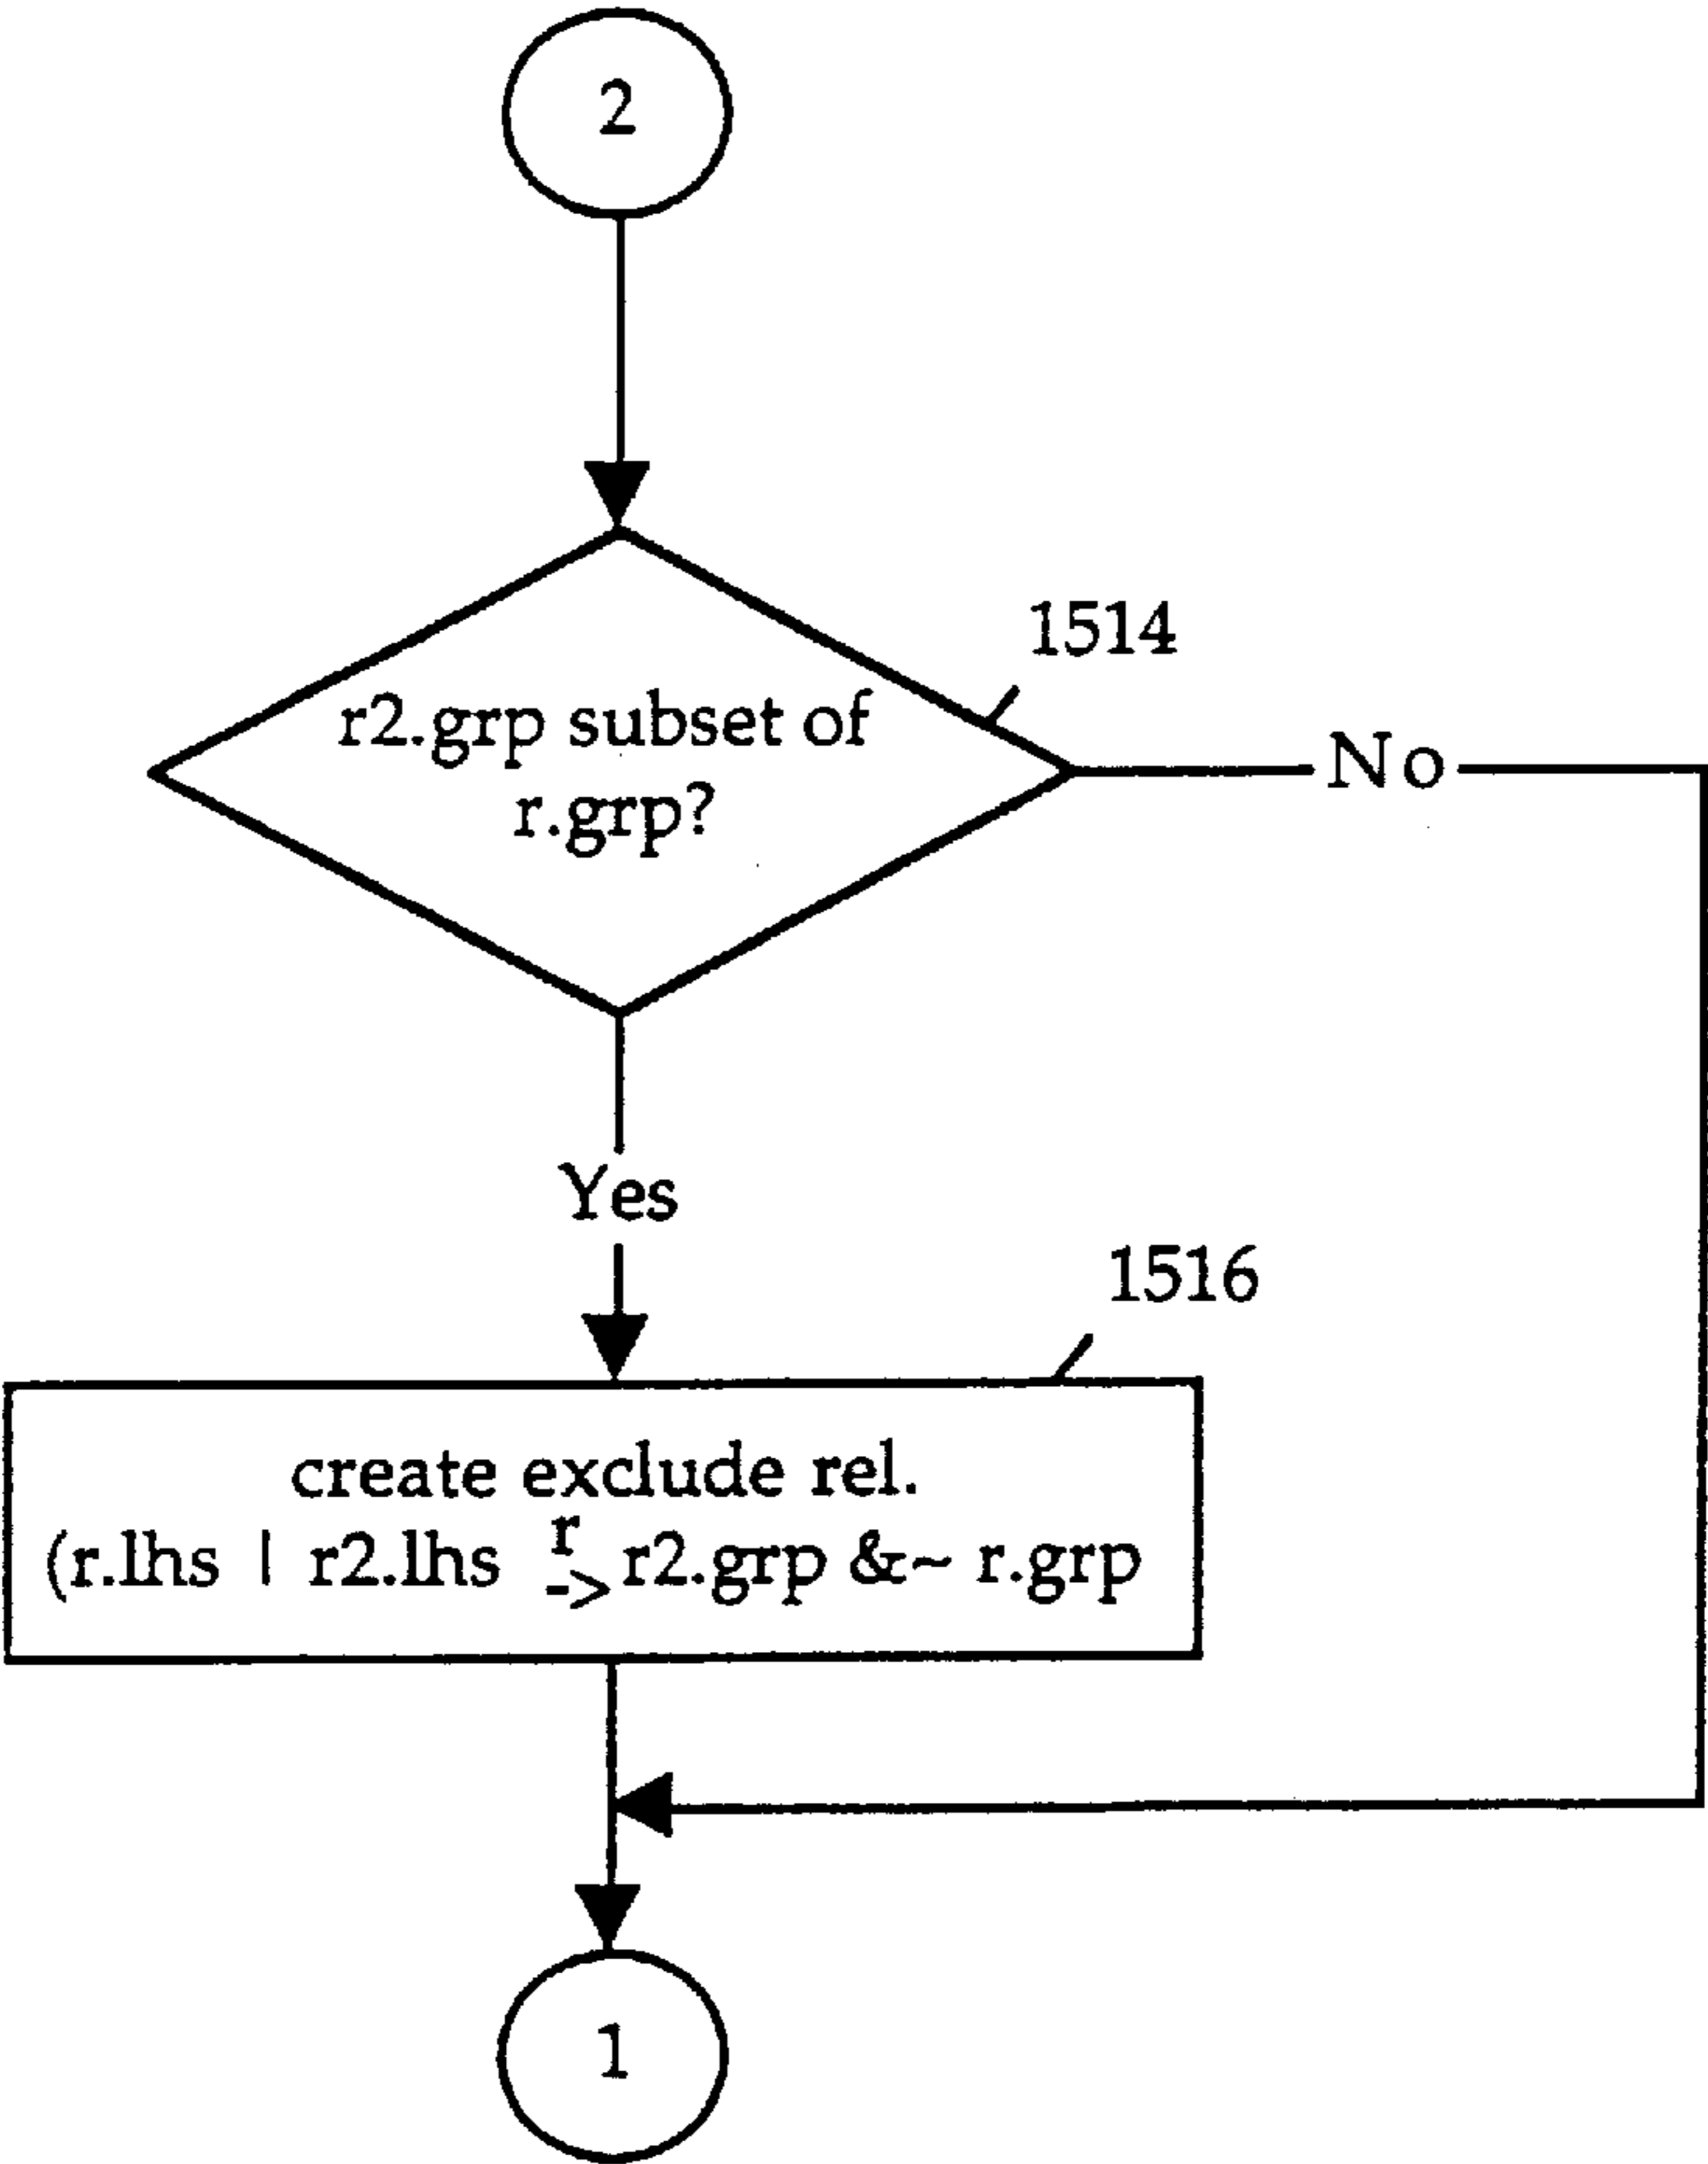 2
1514
r2.grp subset of
r.grp?
No
Yes
1516
create exclude rel.
r
(r.lhs | r2.lhs -> r2.grp &~ r.grp
1